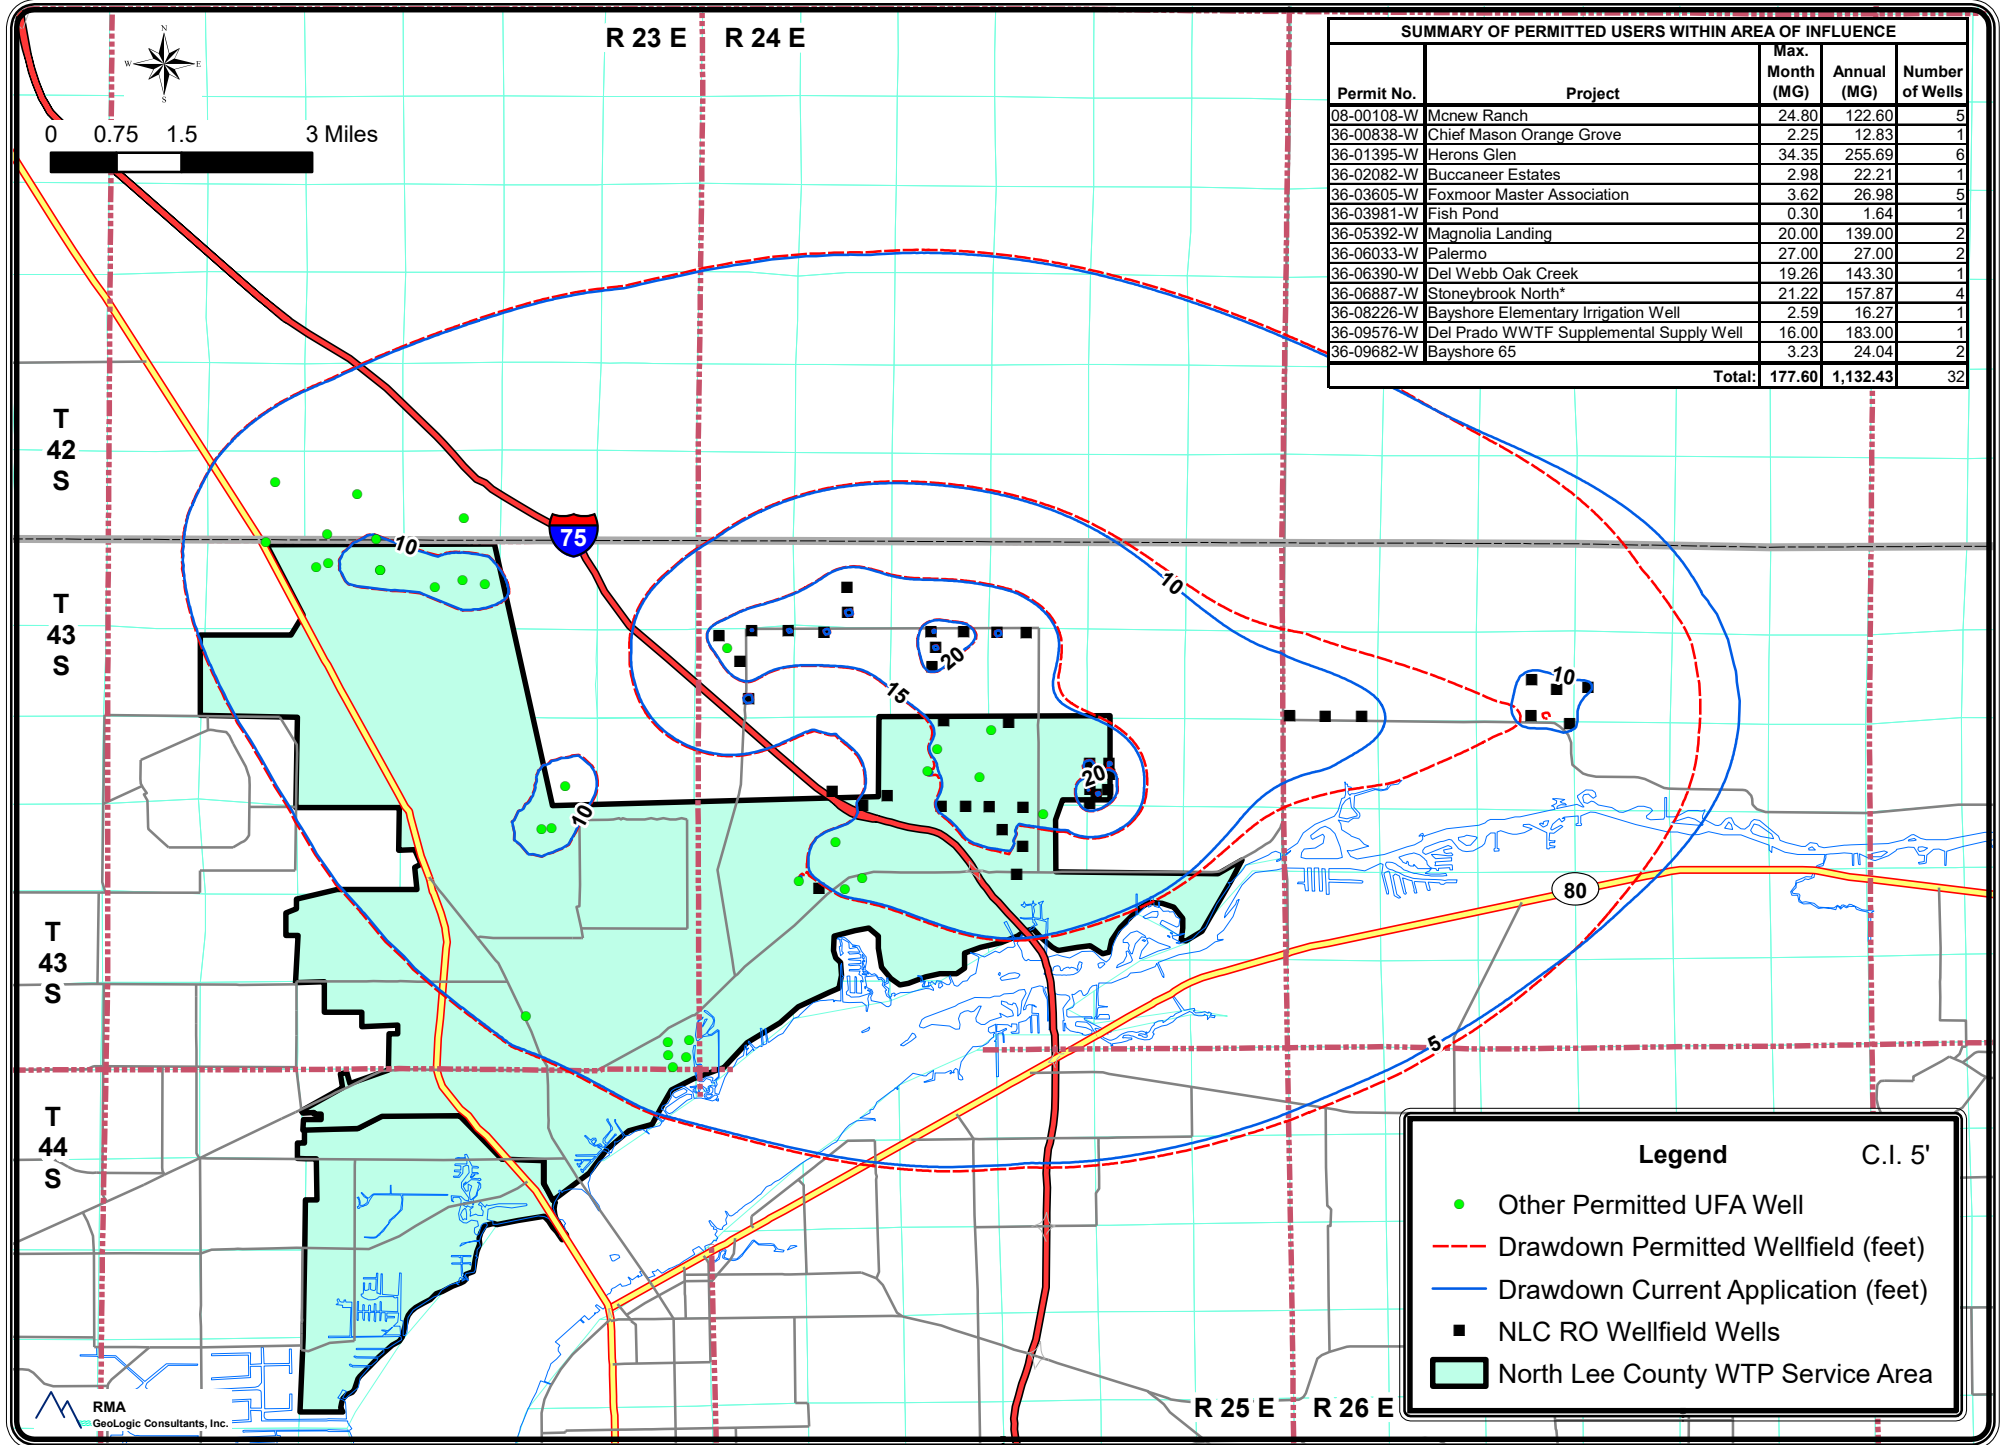 R 23 E R 24 E
N
W E
S
0 0.75 1.5 3 Miles
SUMMARY OF PERMITTED USERS WITHIN AREA OF INFLUENCE
Permit No. Project Max. Month (MG) Annual (MG) Number of Wells
08-00108-W Mcnew Ranch 24.80 122.60 5
36-00838-W Chief Mason Orange Grove 2.25 12.83 1
36-01395-W Herons Glen 34.35 255.69 6
36-02082-W Buccaneer Estates 2.98 22.21 1
36-03605-W Foxmoor Master Association 3.62 26.98 5
36-03981-W Fish Pond 0.30 1.64 1
36-05392-W Magnolia Landing 20.00 139.00 2
36-06033-W Palermo 27.00 27.00 2
36-06390-W Del Webb Oak Creek 19.26 143.30 1
36-06887-W Stoneybrook North* 21.22 157.87 4
36-08226-W Bayshore Elementary Irrigation Well 2.59 16.27 1
36-09576-W Del Prado WWTF Supplemental Supply Well 16.00 183.00 1
36-09682-W Bayshore 65 3.23 24.04 2
Total: 177.60 1,132.43 32
T
42
S
75
10
10
T
43
S
20
15
10
20
10
80
T
43
S
5
T
44
S
Legend C.I. 5'
Other Permitted UFA Well
Drawdown Permitted Wellfield (feet)
Drawdown Current Application (feet)
NLC RO Wellfield Wells
North Lee County WTP Service Area
R 25 E R 26 E
RMA
GeoLogic Consultants, Inc.